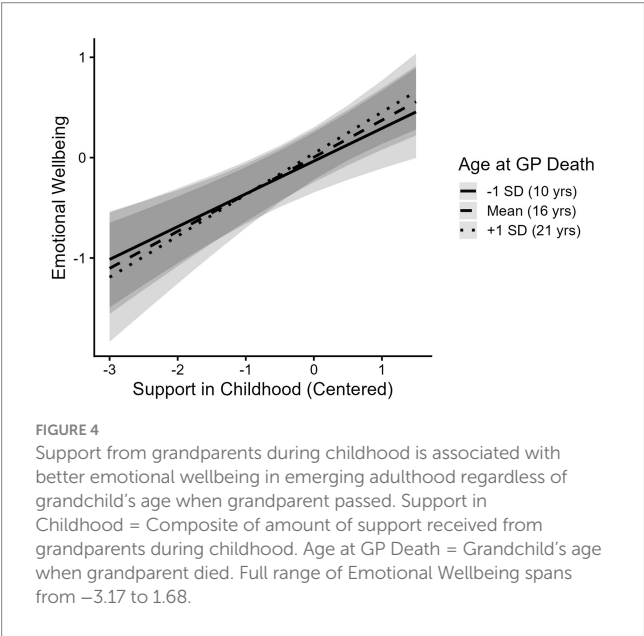 1
0
-1
Emotional Wellbeing
-3
-2
-1
0
1
Support in Childhood (Centered)
Age at GP Death
-1 SD (10 yrs)
Mean (16 yrs)
+1 SD (21 yrs)
FIGURE 4
Support from grandparents during childhood is associated with
better emotional wellbeing in emerging adulthood regardless of
grandchild’s age when grandparent passed. Support in
Childhood = Composite of amount of support received from
grandparents during childhood. Age at GP Death = Grandchild’s age
when grandparent died. Full range of Emotional Wellbeing spans
from −3.17 to 1.68.